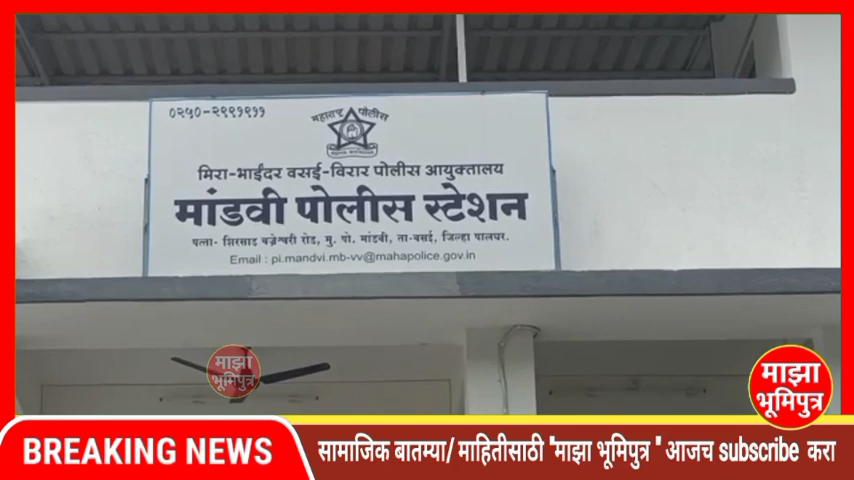 ०२५०-२९९१९११
महाराष्ट्र पोलीस
मिरा-भाईंदर वसई-विरार पोलीस आयुक्तालय
मांडवी पोलीस स्टेशन
पत्ता- शिरसाड वज्रेश्वरी रोड, मु. पो. मांडवी, ता-वसई, जिल्हा पालघर.
Email : pi.mandvi.mb-vv@mahapolice.gov.in
माझा
भूमिपुत्र
माझा
भूमिपुत्र
BREAKING NEWS
सामाजिक बातम्या/ माहितीसाठी "माझा भूमिपुत्र " आजच subscribe करा